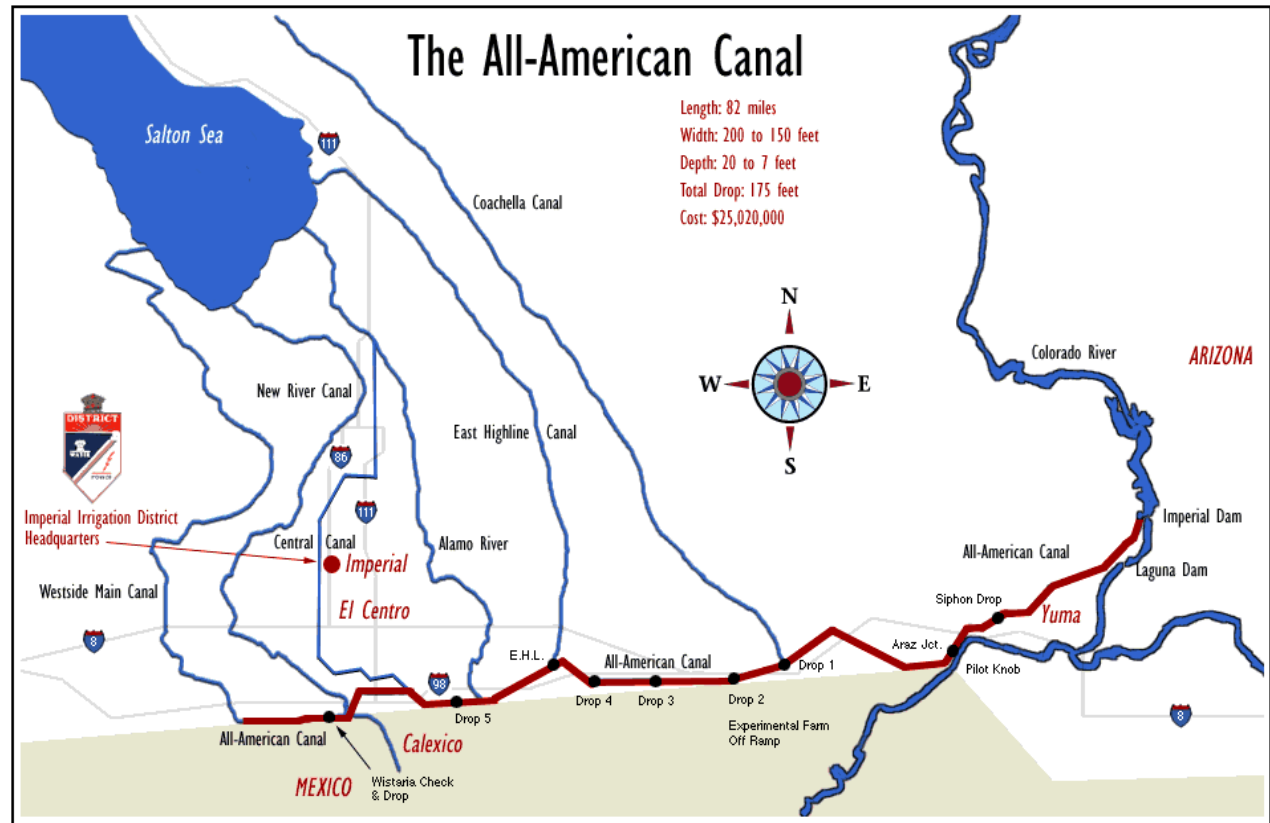 The All-American Canal
Length: 82 miles
Width: 200 to 150 feet
Depth: 20 to 7 feet
Total Drop: 175 feet
Cost: $25,020,000
Salton Sea
111
Coachella Canal
N
W
E
S
Colorado River
ARIZONA
New River Canal
East Highline Canal
DISTRICT
POWER
86
111
Imperial Irrigation District
Headquarters
Central Canal
Imperial
Alamo River
Westside Main Canal
El Centro
Imperial Dam
All-American Canal
Laguna Dam
Siphon Drop
Yuma
8
E.H.L.
All-American Canal
Araz Jct.
Drop 1
Pilot Knob
98
Drop 5
Drop 4
Drop 3
Drop 2
Experimental Farm
Off Ramp
8
All-American Canal
Calexico
MEXICO
Wistaria Check
& Drop